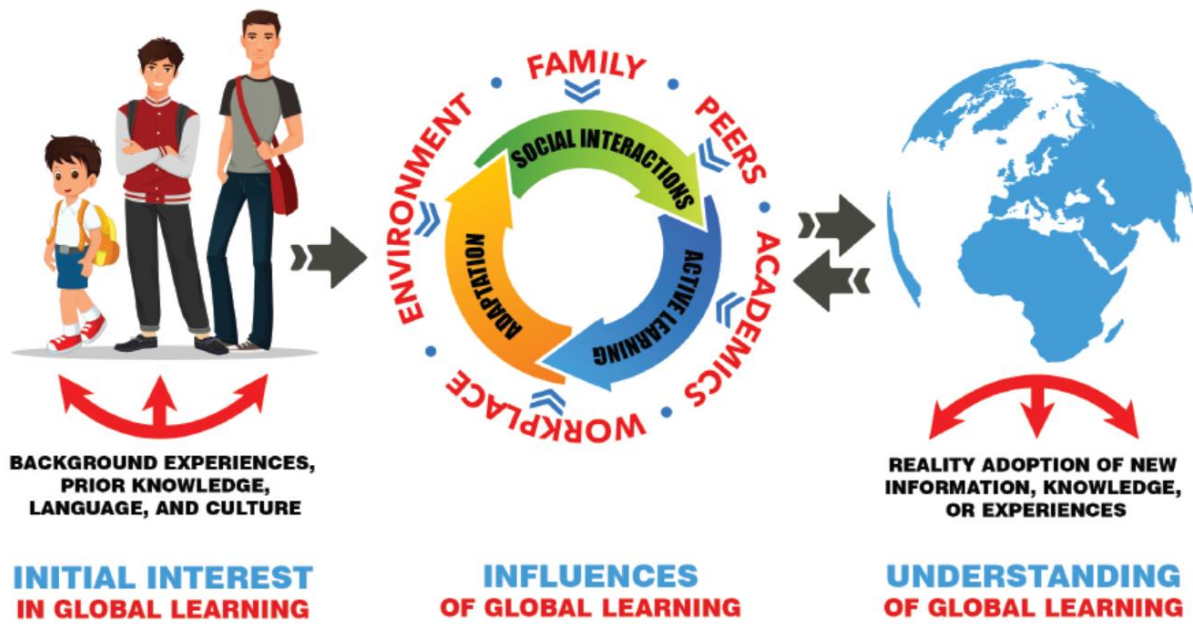 FAMILY
PEERS
ACADEMICS
WORKPLACE
ENVIRONMENT
SOCIAL INTERACTIONS
ACTIVE LEARNING
ADAPTATION
BACKGROUND EXPERIENCES,
PRIOR KNOWLEDGE,
LANGUAGE, AND CULTURE
REALITY ADOPTION OF NEW
INFORMATION, KNOWLEDGE,
OR EXPERIENCES
INITIAL INTEREST
IN GLOBAL LEARNING
INFLUENCES
OF GLOBAL LEARNING
UNDERSTANDING
OF GLOBAL LEARNING